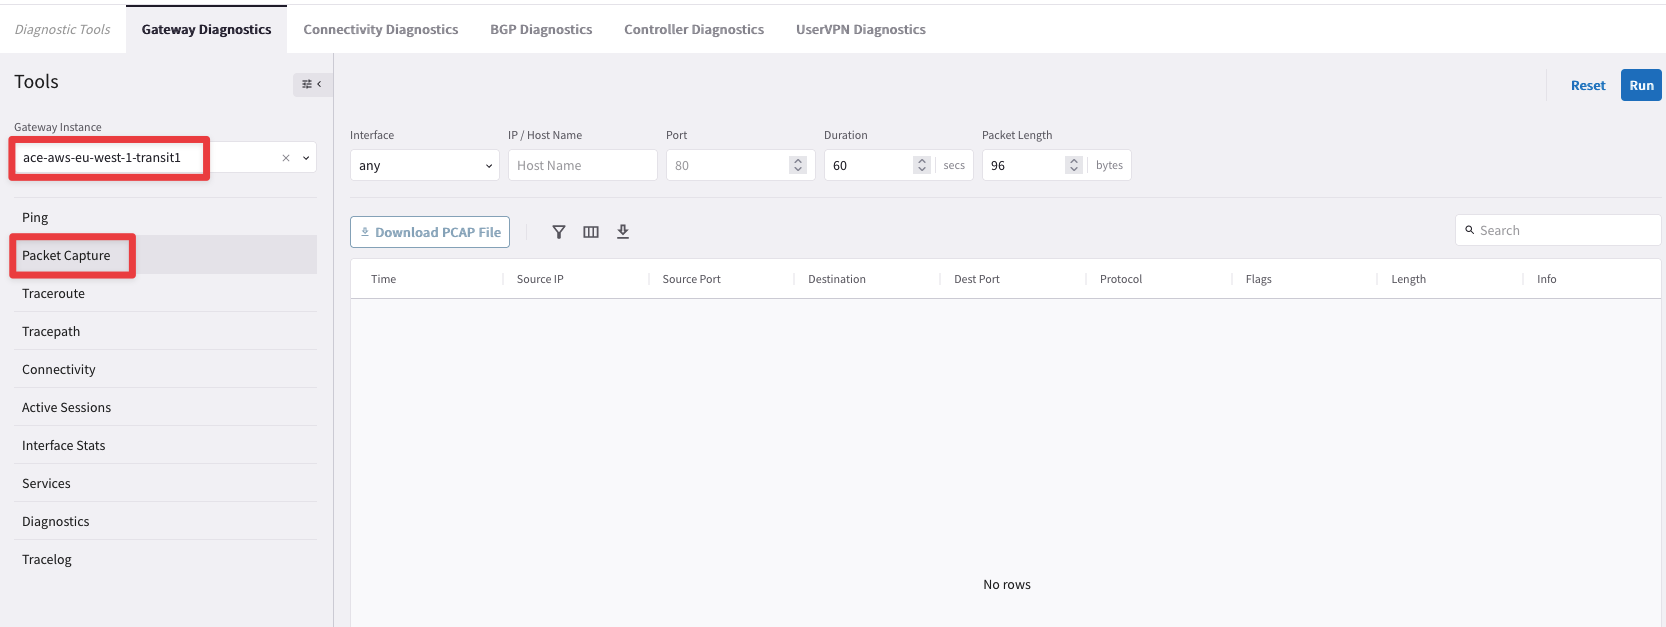 Diagnostic Tools
Gateway Diagnostics
Connectivity Diagnostics
BGP Diagnostics
Controller Diagnostics
UserVPN Diagnostics
Tools
Gateway Instance
ace-aws-eu-west-1-transit1
Ping
Packet Capture
Traceroute
Tracepath
Connectivity
Active Sessions
Interface Stats
Services
Diagnostics
Tracelog
Reset
Run
Interface
any
IP / Host Name
Host Name
Port
80
Duration
60
secs
Packet Length
96
bytes
Download PCAP File
Search
Time
Source IP
Source Port
Destination
Dest Port
Protocol
Flags
Length
Info
No rows